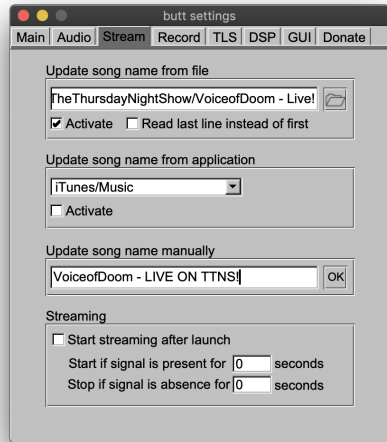 butt settings
Main Audio Stream Record TLS DSP GUI Donate
Update song name from file
TheThursdayNightShow/VoiceofDoom - Live!
Activate Read last line instead of first
Update song name from application
iTunes/Music
Activate
Update song name manually
VoiceofDoom - LIVE ON TTNS! OK
Streaming
Start streaming after launch
Start if signal is present for 0 seconds
Stop if signal is absence for 0 seconds